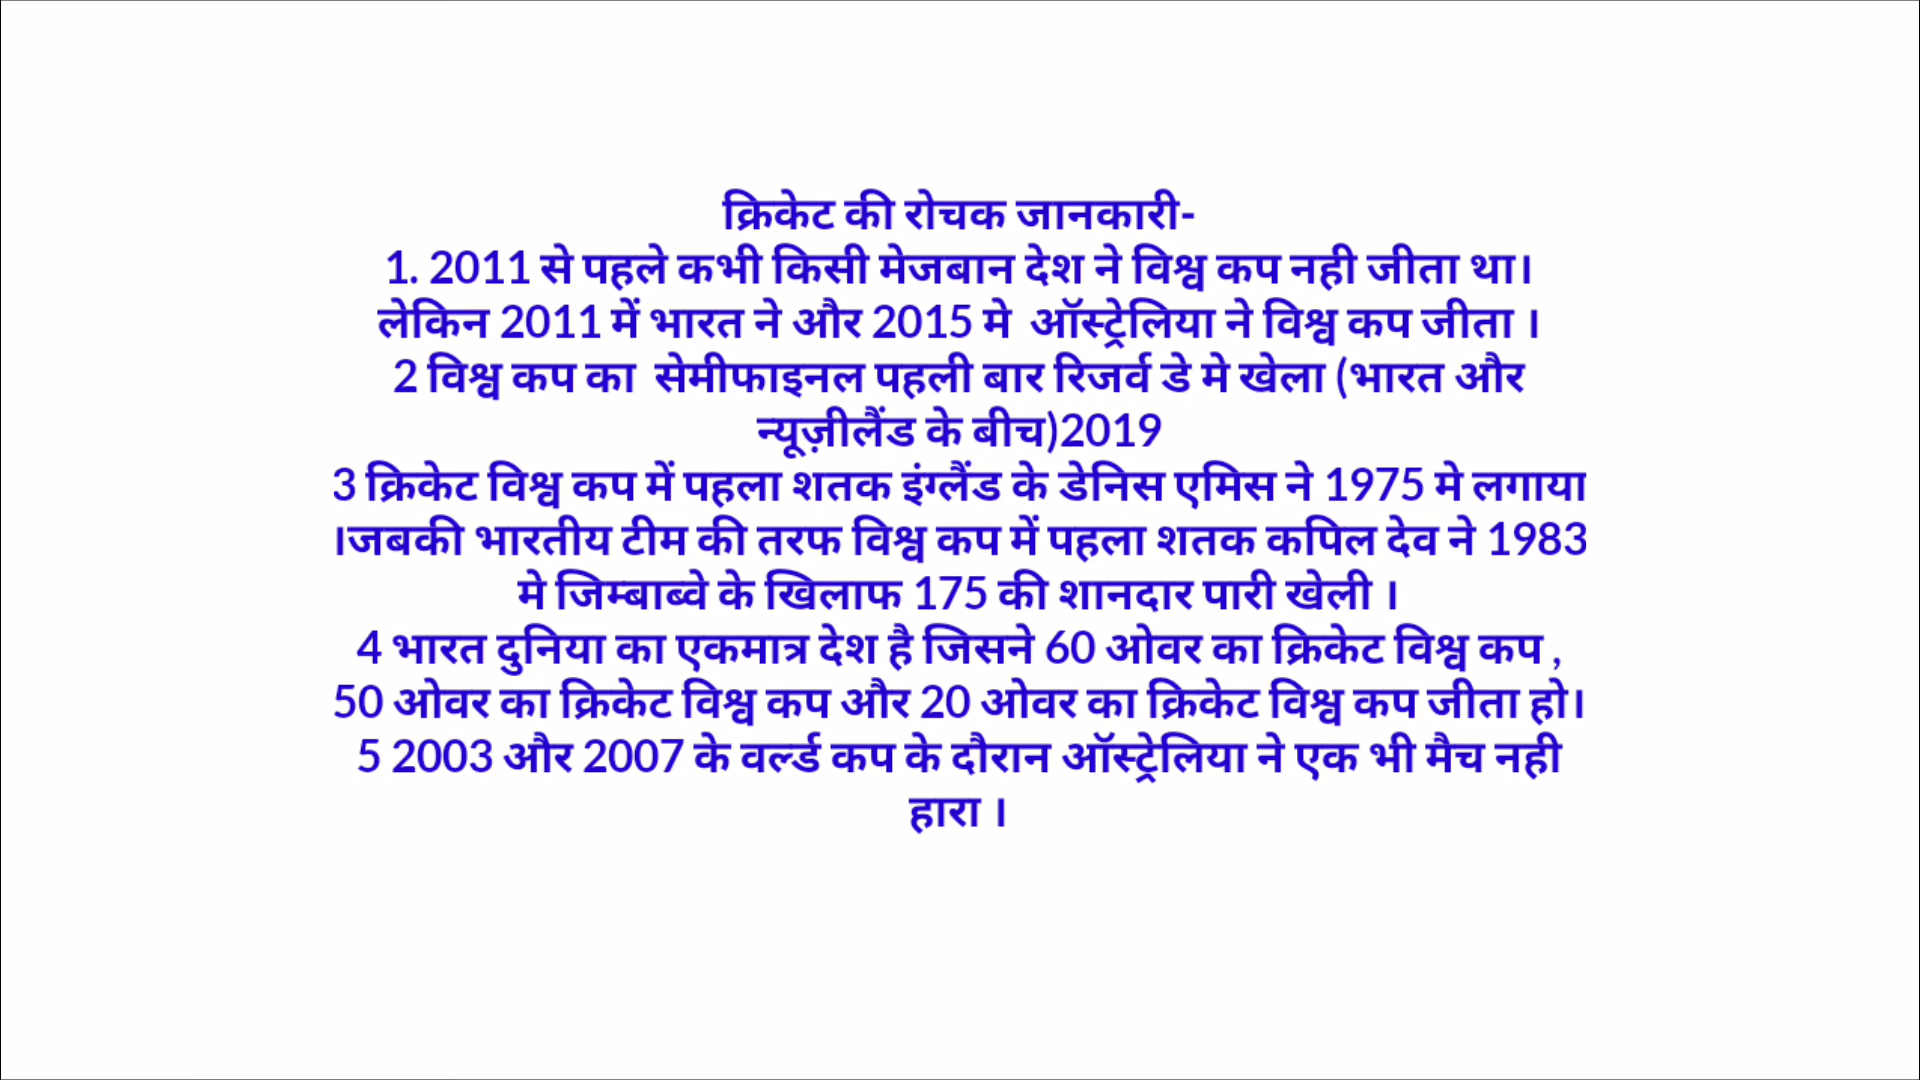 क्रिकेट की रोचक जानकारी-
1. 2011 से पहले कभी किसी मेजबान देश ने विश्व कप नही जीता था।
लेकिन 2011 में भारत ने और 2015 मे  ऑस्ट्रेलिया ने विश्व कप जीता ।
2 विश्व कप का  सेमीफाइनल पहली बार रिजर्व डे मे खेला (भारत और
न्यूज़ीलैंड के बीच)2019
3 क्रिकेट विश्व कप में पहला शतक इंग्लैंड के डेनिस एमिस ने 1975 मे लगाया
।जबकी भारतीय टीम की तरफ विश्व कप में पहला शतक कपिल देव ने 1983
मे जिम्बाब्वे के खिलाफ 175 की शानदार पारी खेली ।
4 भारत दुनिया का एकमात्र देश है जिसने 60 ओवर का क्रिकेट विश्व कप ,
50 ओवर का क्रिकेट विश्व कप और 20 ओवर का क्रिकेट विश्व कप जीता हो।
5 2003 और 2007 के वर्ल्ड कप के दौरान ऑस्ट्रेलिया ने एक भी मैच नही
हारा ।